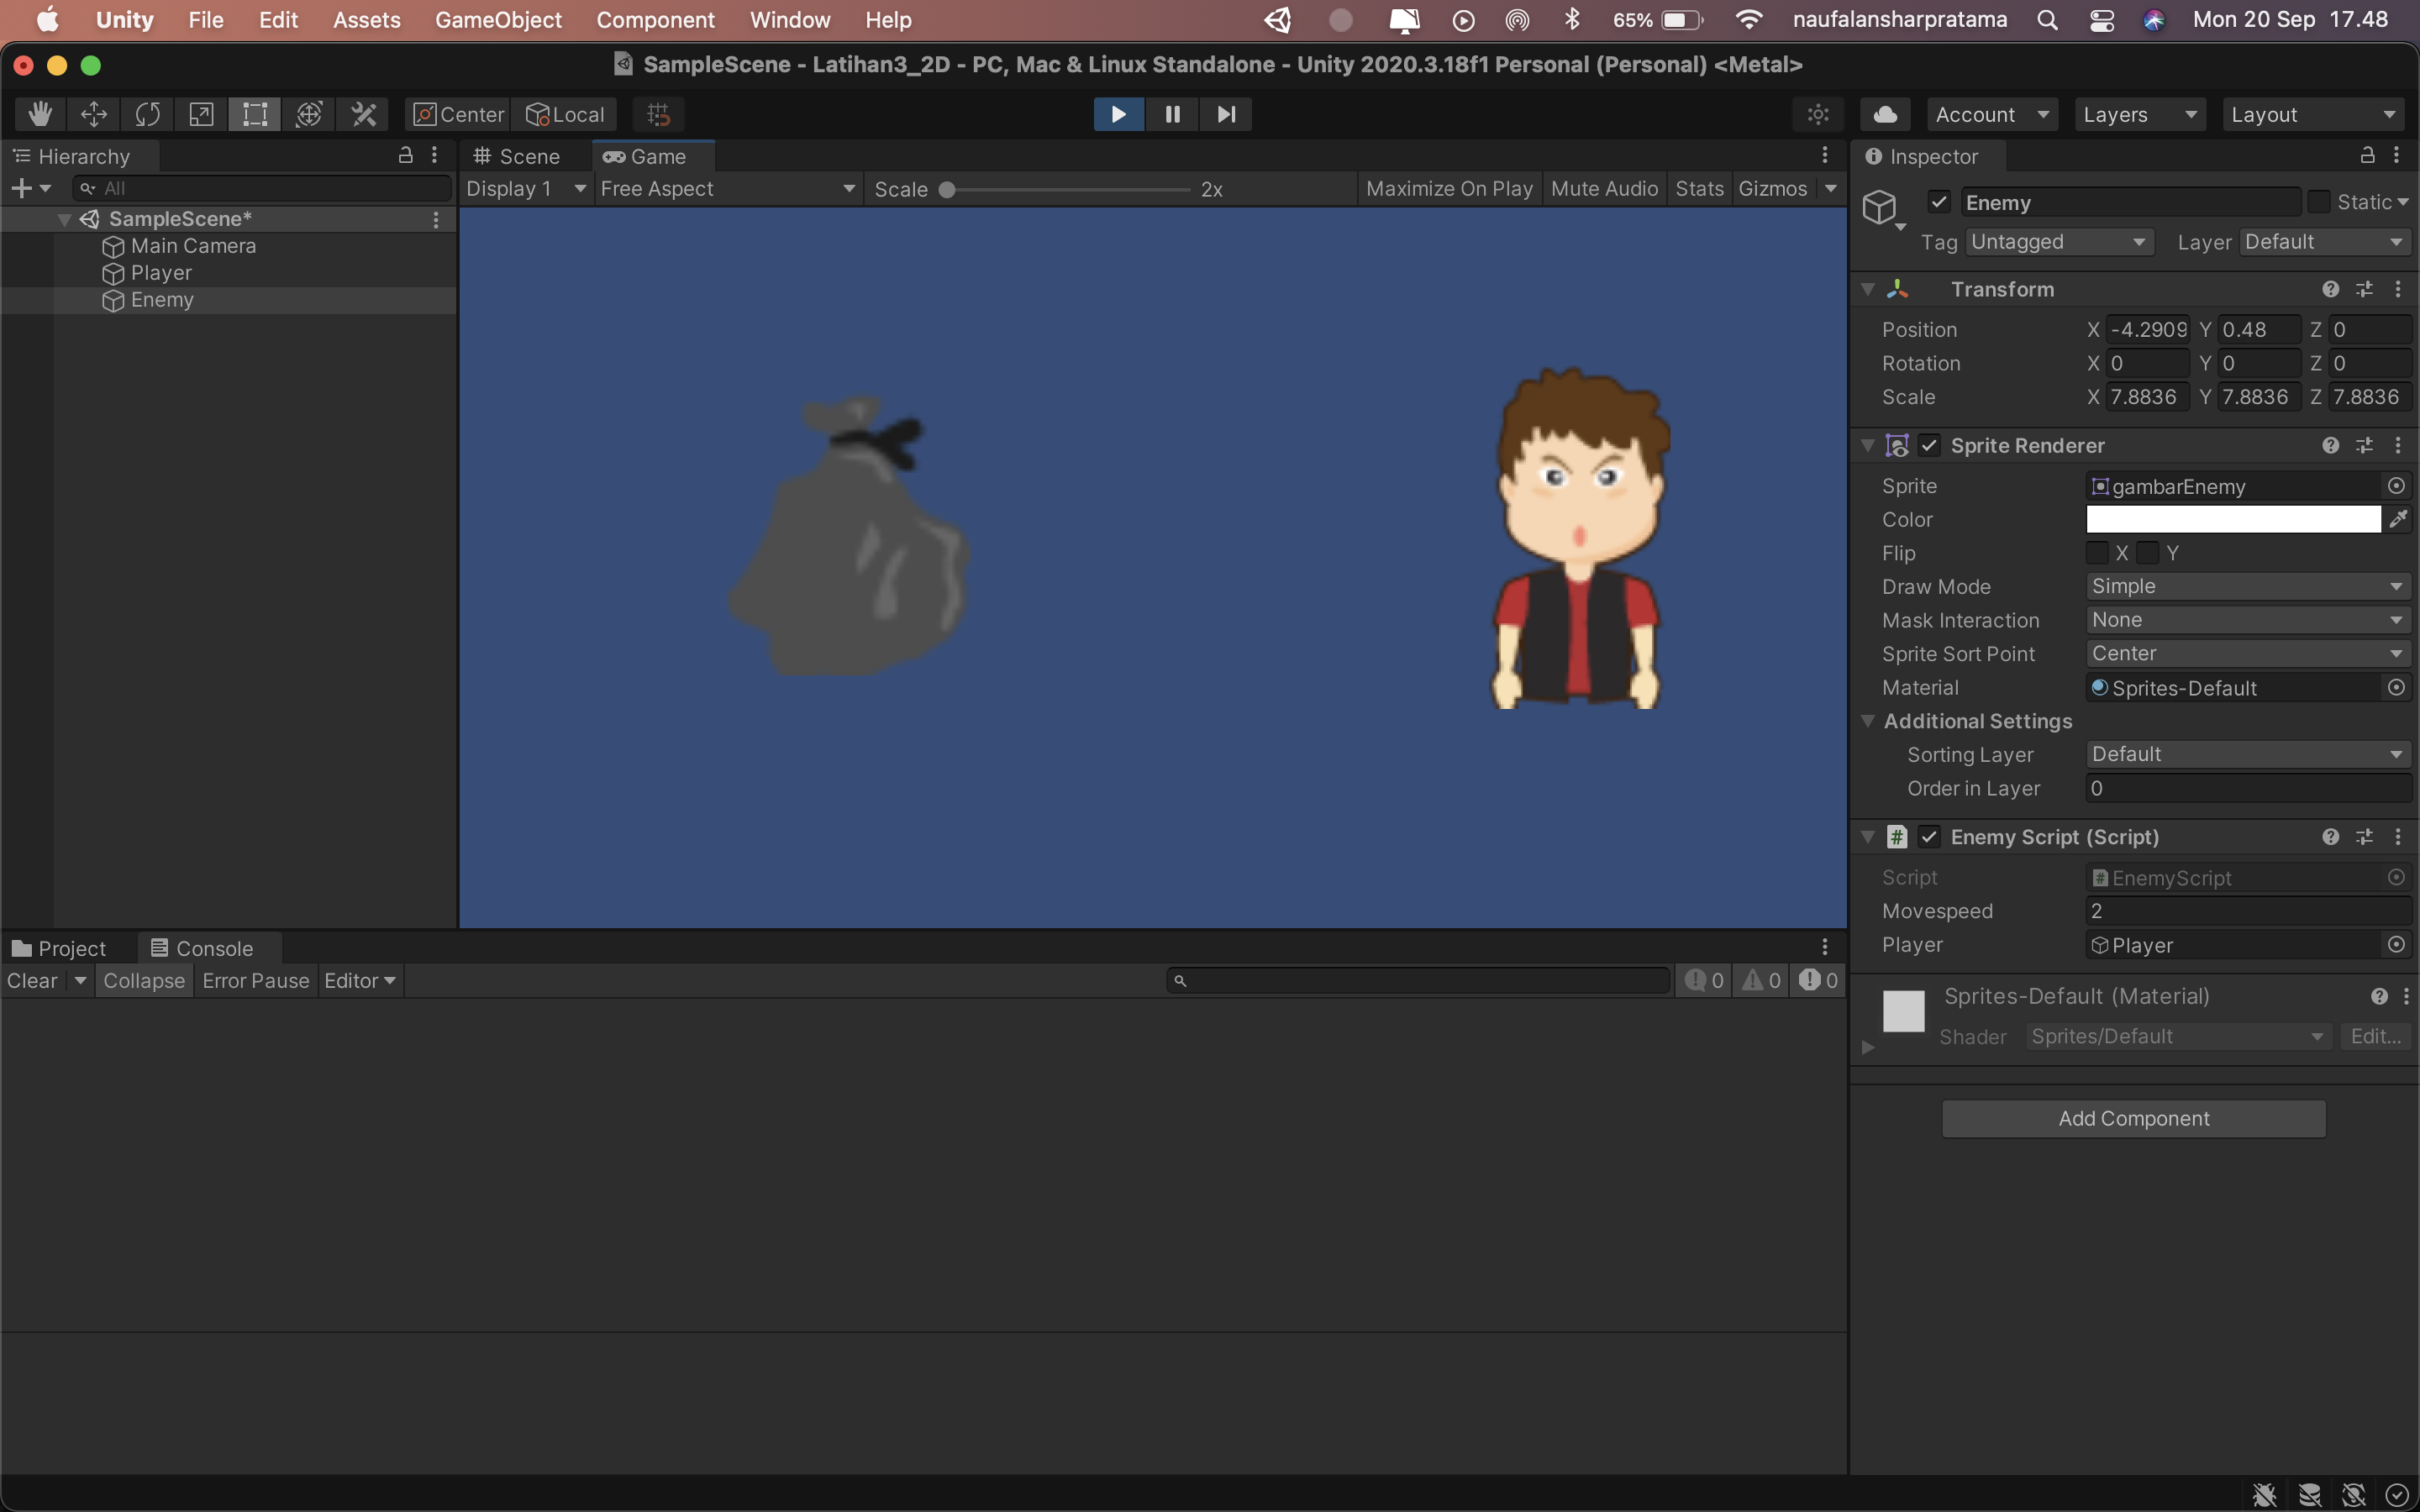 Unity File Edit Assets GameObject Component Window Help 65% naufalansharpratama Mon 20 Sep 17.48
SampleScene - Latihan3_2D - PC, Mac & Linux Standalone - Unity 2020.3.18f1 Personal (Personal) <Metal>
Center Local Account Layers Layout
Hierarchy
All
SampleScene*
Main Camera
Player
Enemy
Scene Game
Display 1 Free Aspect Scale 2x Maximize On Play Mute Audio Stats Gizmos
Project Console
Clear Collapse Error Pause Editor 0 0 0
Inspector
Enemy Static
Tag Untagged Layer Default
Transform
Position X -4.2909 Y 0.48 Z 0
Rotation X 0 Y 0 Z 0
Scale X 7.8836 Y 7.8836 Z 7.8836
Sprite Renderer
Sprite gambarEnemy
Color
Flip X Y
Draw Mode Simple
Mask Interaction None
Sprite Sort Point Center
Material Sprites-Default
Additional Settings
Sorting Layer Default
Order in Layer 0
Enemy Script (Script)
Script EnemyScript
Movespeed 2
Player Player
Sprites-Default (Material)
Shader Sprites/Default Edit...
Add Component